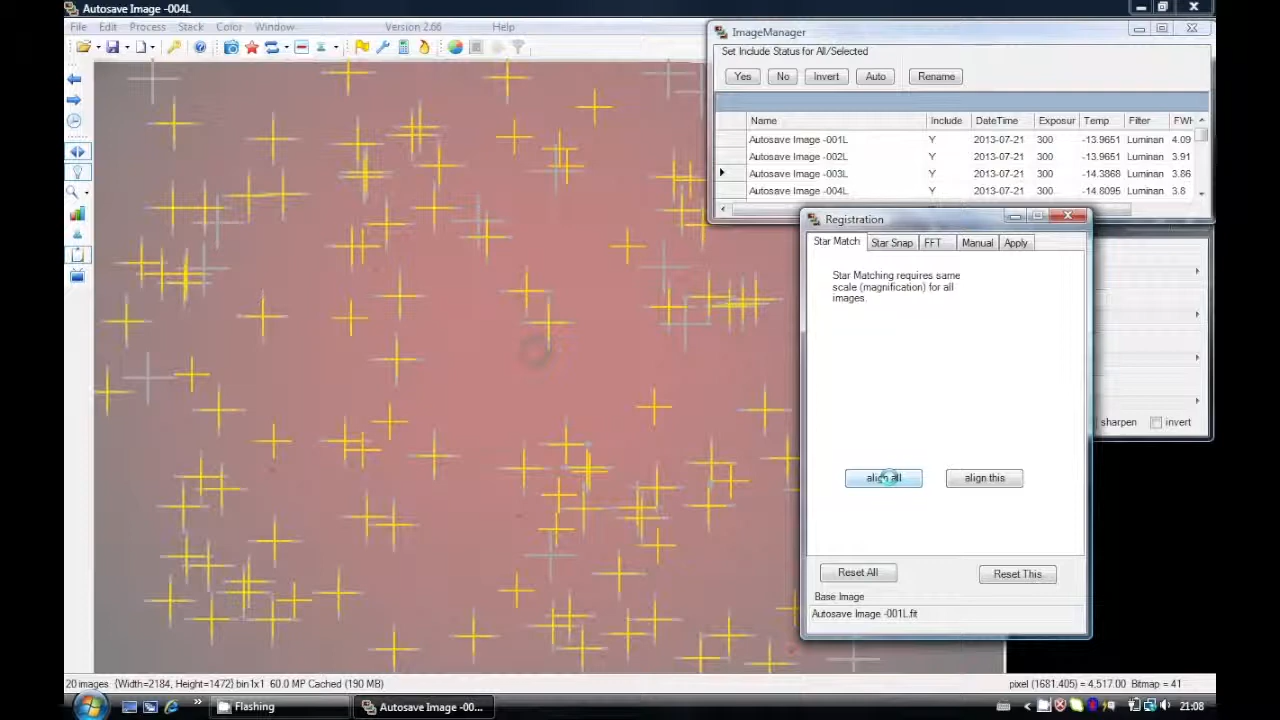 Autosave Image -004L
File Edit Process Stack Color Window Version 2.66 Help
ImageManager
Set Include Status for All/Selected
Yes No Invert Auto Rename
Name Include DateTime Exposur Temp Filter FWH
Autosave Image -001L Y 2013-07-21 300 -13.9651 Luminan 4.09
Autosave Image -002L Y 2013-07-21 300 -13.9651 Luminan 3.91
Autosave Image -003L Y 2013-07-21 300 -14.3868 Luminan 3.86
Autosave Image -004L Y 2013-07-21 300 -14.8095 Luminan 3.8
Registration
Star Match Star Snap FFT Manual Apply
Star Matching requires same
scale (magnification) for all
images.
sharpen invert
align all align this
Reset All Reset This
Base Image
Autosave Image -001L.fit
20 images {Width=2184, Height=1472} bin1x1 60.0 MP Cached (190 MB) pixel (1681.405) = 4,517.00 Bitmap = 41
Flashing Autosave Image -00... 21:08